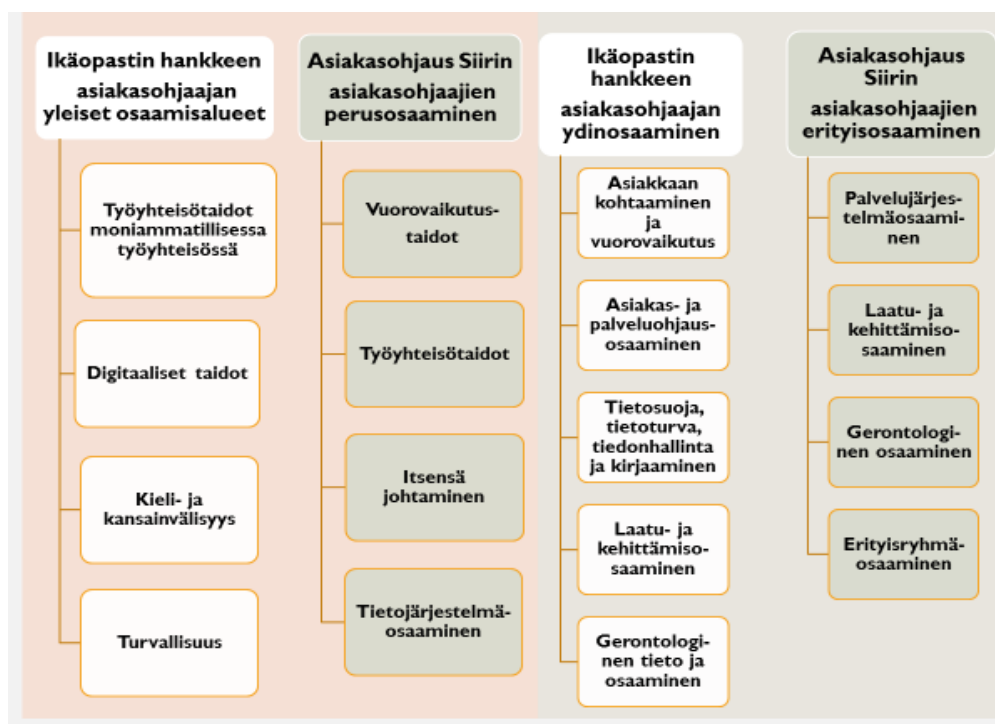 Ikäopastin hankkeen
asiakasohjaajan
yleiset osaamisalueet
Työyhteisötaidot
moniammatillisessa
työyhteisössä
Digitaaliset taidot
Kieli- ja
kansainvälisyys
Turvallisuus
Asiakasohjaus Siirin
asiakasohjaajien
perusosaaminen
Vuorovaikutus-
taidot
Työyhteisötaidot
Itsensä
johtaminen
Tietojärjestelmä-
osaaminen
Ikäopastin
hankkeen
asiakasohjaajan
ydinosaaminen
Asiakkaan
kohtaaminen
ja
vuorovaikutus
Asiakas- ja
palveluohjaus-
osaaminen
Tietosuoja,
tietoturva,
tiedonhallinta
ja kirjaaminen
Laatu- ja
kehittämiso-
saaminen
Gerontologi-
nen tieto ja
osaaminen
Asiakasohjaus
Siirin
asiakasohjaajien
erityisosaaminen
Palvelujärjes-
telmäosaami-
nen
Laatu- ja
kehittämiso-
saaminen
Gerontologi-
nen osaaminen
Erityisryhmä-
osaaminen